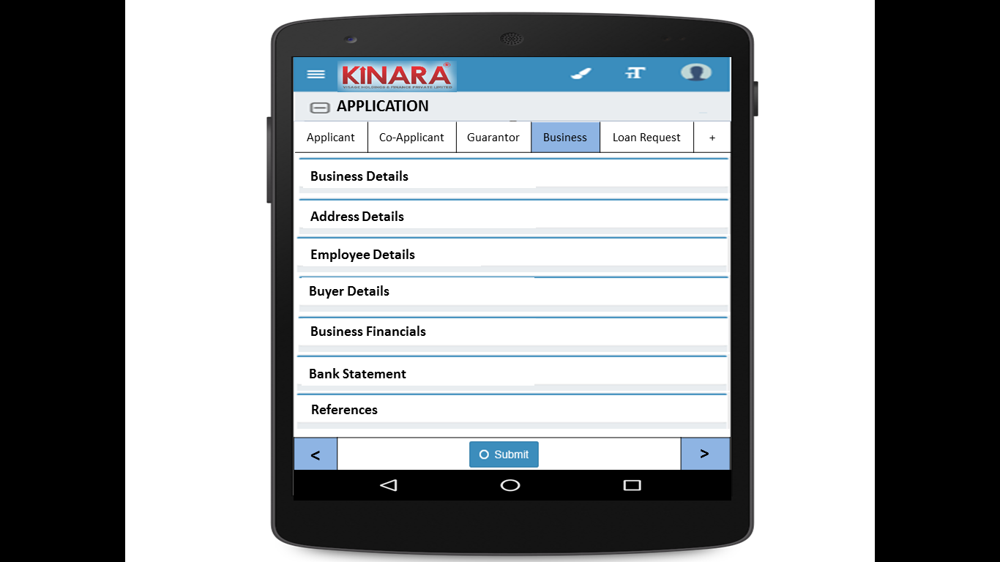 KINARA
VISAGE HOLDINGS & FINANCE PRIVATE LIMITED
APPLICATION
Applicant Co-Applicant Guarantor Business Loan Request +
Business Details
Address Details
Employee Details
Buyer Details
Business Financials
Bank Statement
References
< Submit >